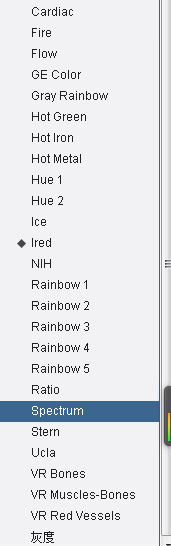 Cardiac
Fire
Flow
GE Color
Gray Rainbow
Hot Green
Hot Iron
Hot Metal
Hue 1
Hue 2
Ice
Ired
NIH
Rainbow 1
Rainbow 2
Rainbow 3
Rainbow 4
Rainbow 5
Ratio
Spectrum
Stern
Ucla
VR Bones
VR Muscles-Bones
VR Red Vessels
灰度